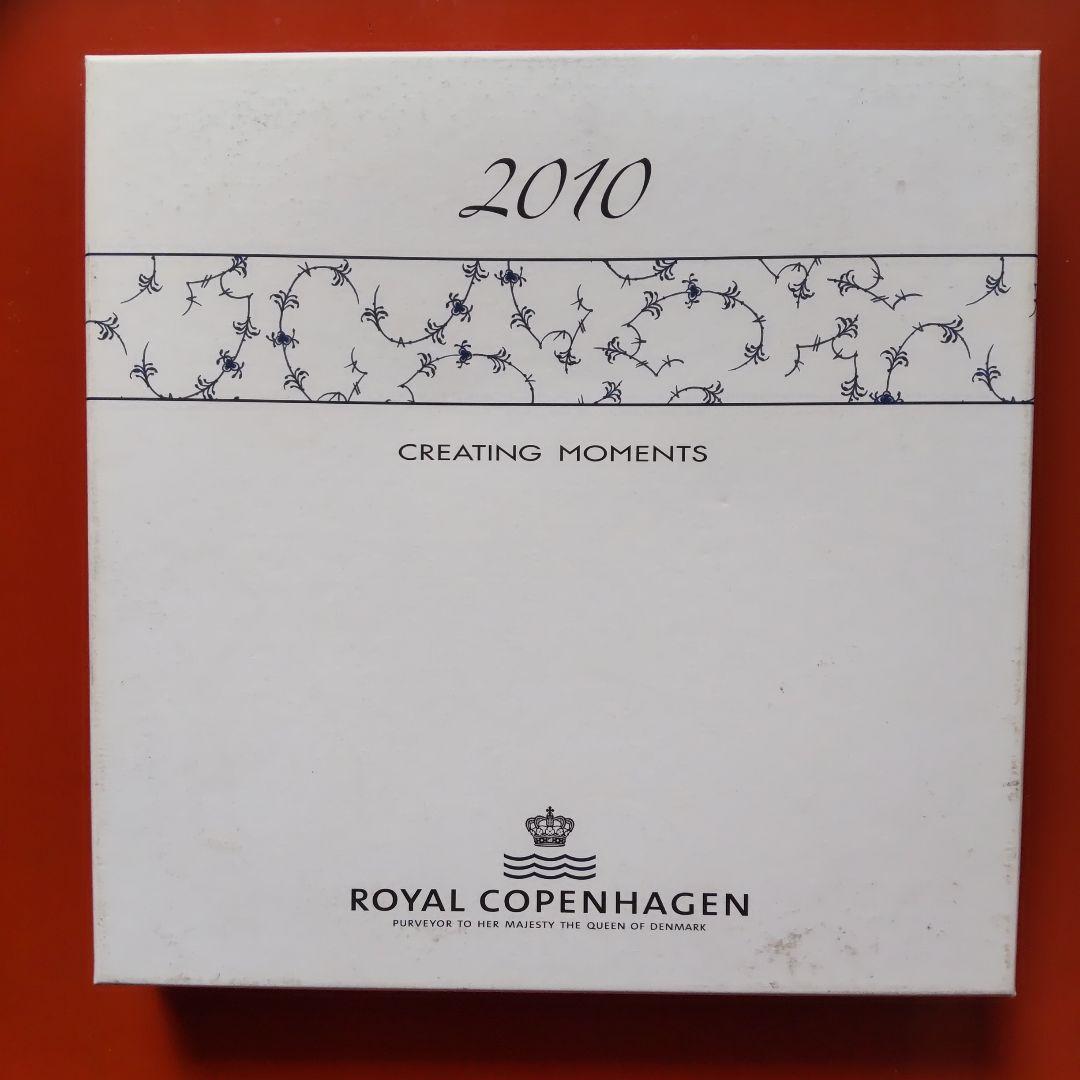 2010
CREATING MOMENTS
ROYAL COPENHAGEN
PURVEYOR TO HER MAJESTY THE QUEEN OF DENMARK